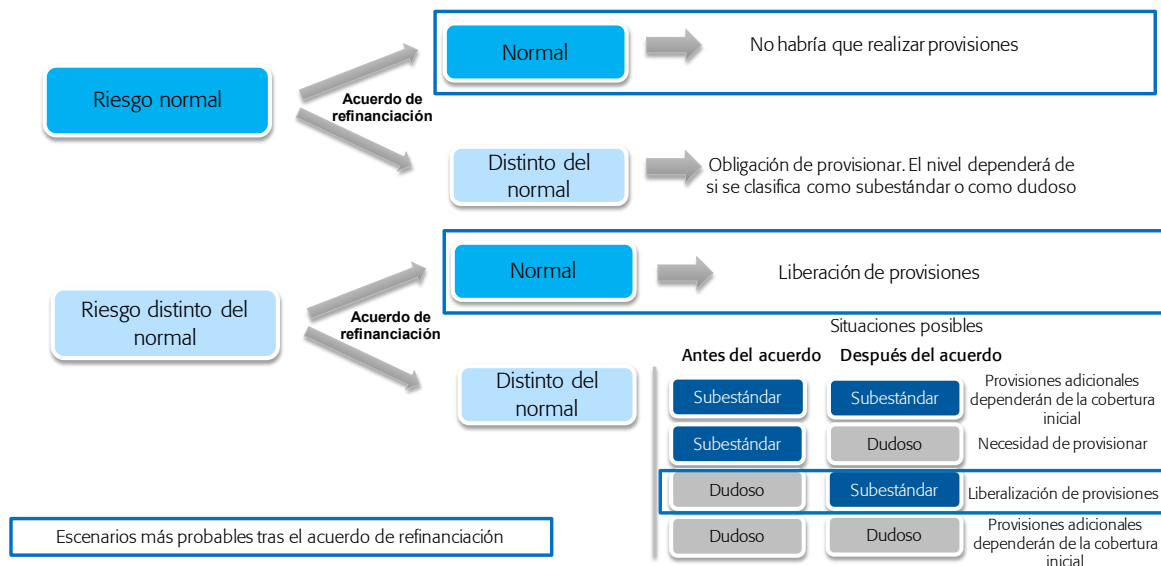 Riesgo normal
Acuerdo de
refinanciación
Normal
No habría que realizar provisiones
Distinto del
normal
Obligación de provisionar. El nivel dependerá de
si se clasifica como subestándar o como dudoso
Riesgo distinto del
normal
Acuerdo de
refinanciación
Normal
Liberación de provisiones
Distinto del
normal
Situaciones posibles
Antes del acuerdo Después del acuerdo
Subestándar Subestándar
Provisiones adicionales
dependerán de la cobertura
inicial
Subestándar Dudoso Necesidad de provisionar
Dudoso Subestándar Liberalización de provisiones
Dudoso Dudoso
Provisiones adicionales
dependerán de la cobertura
inicial
Escenarios más probables tras el acuerdo de refinanciación